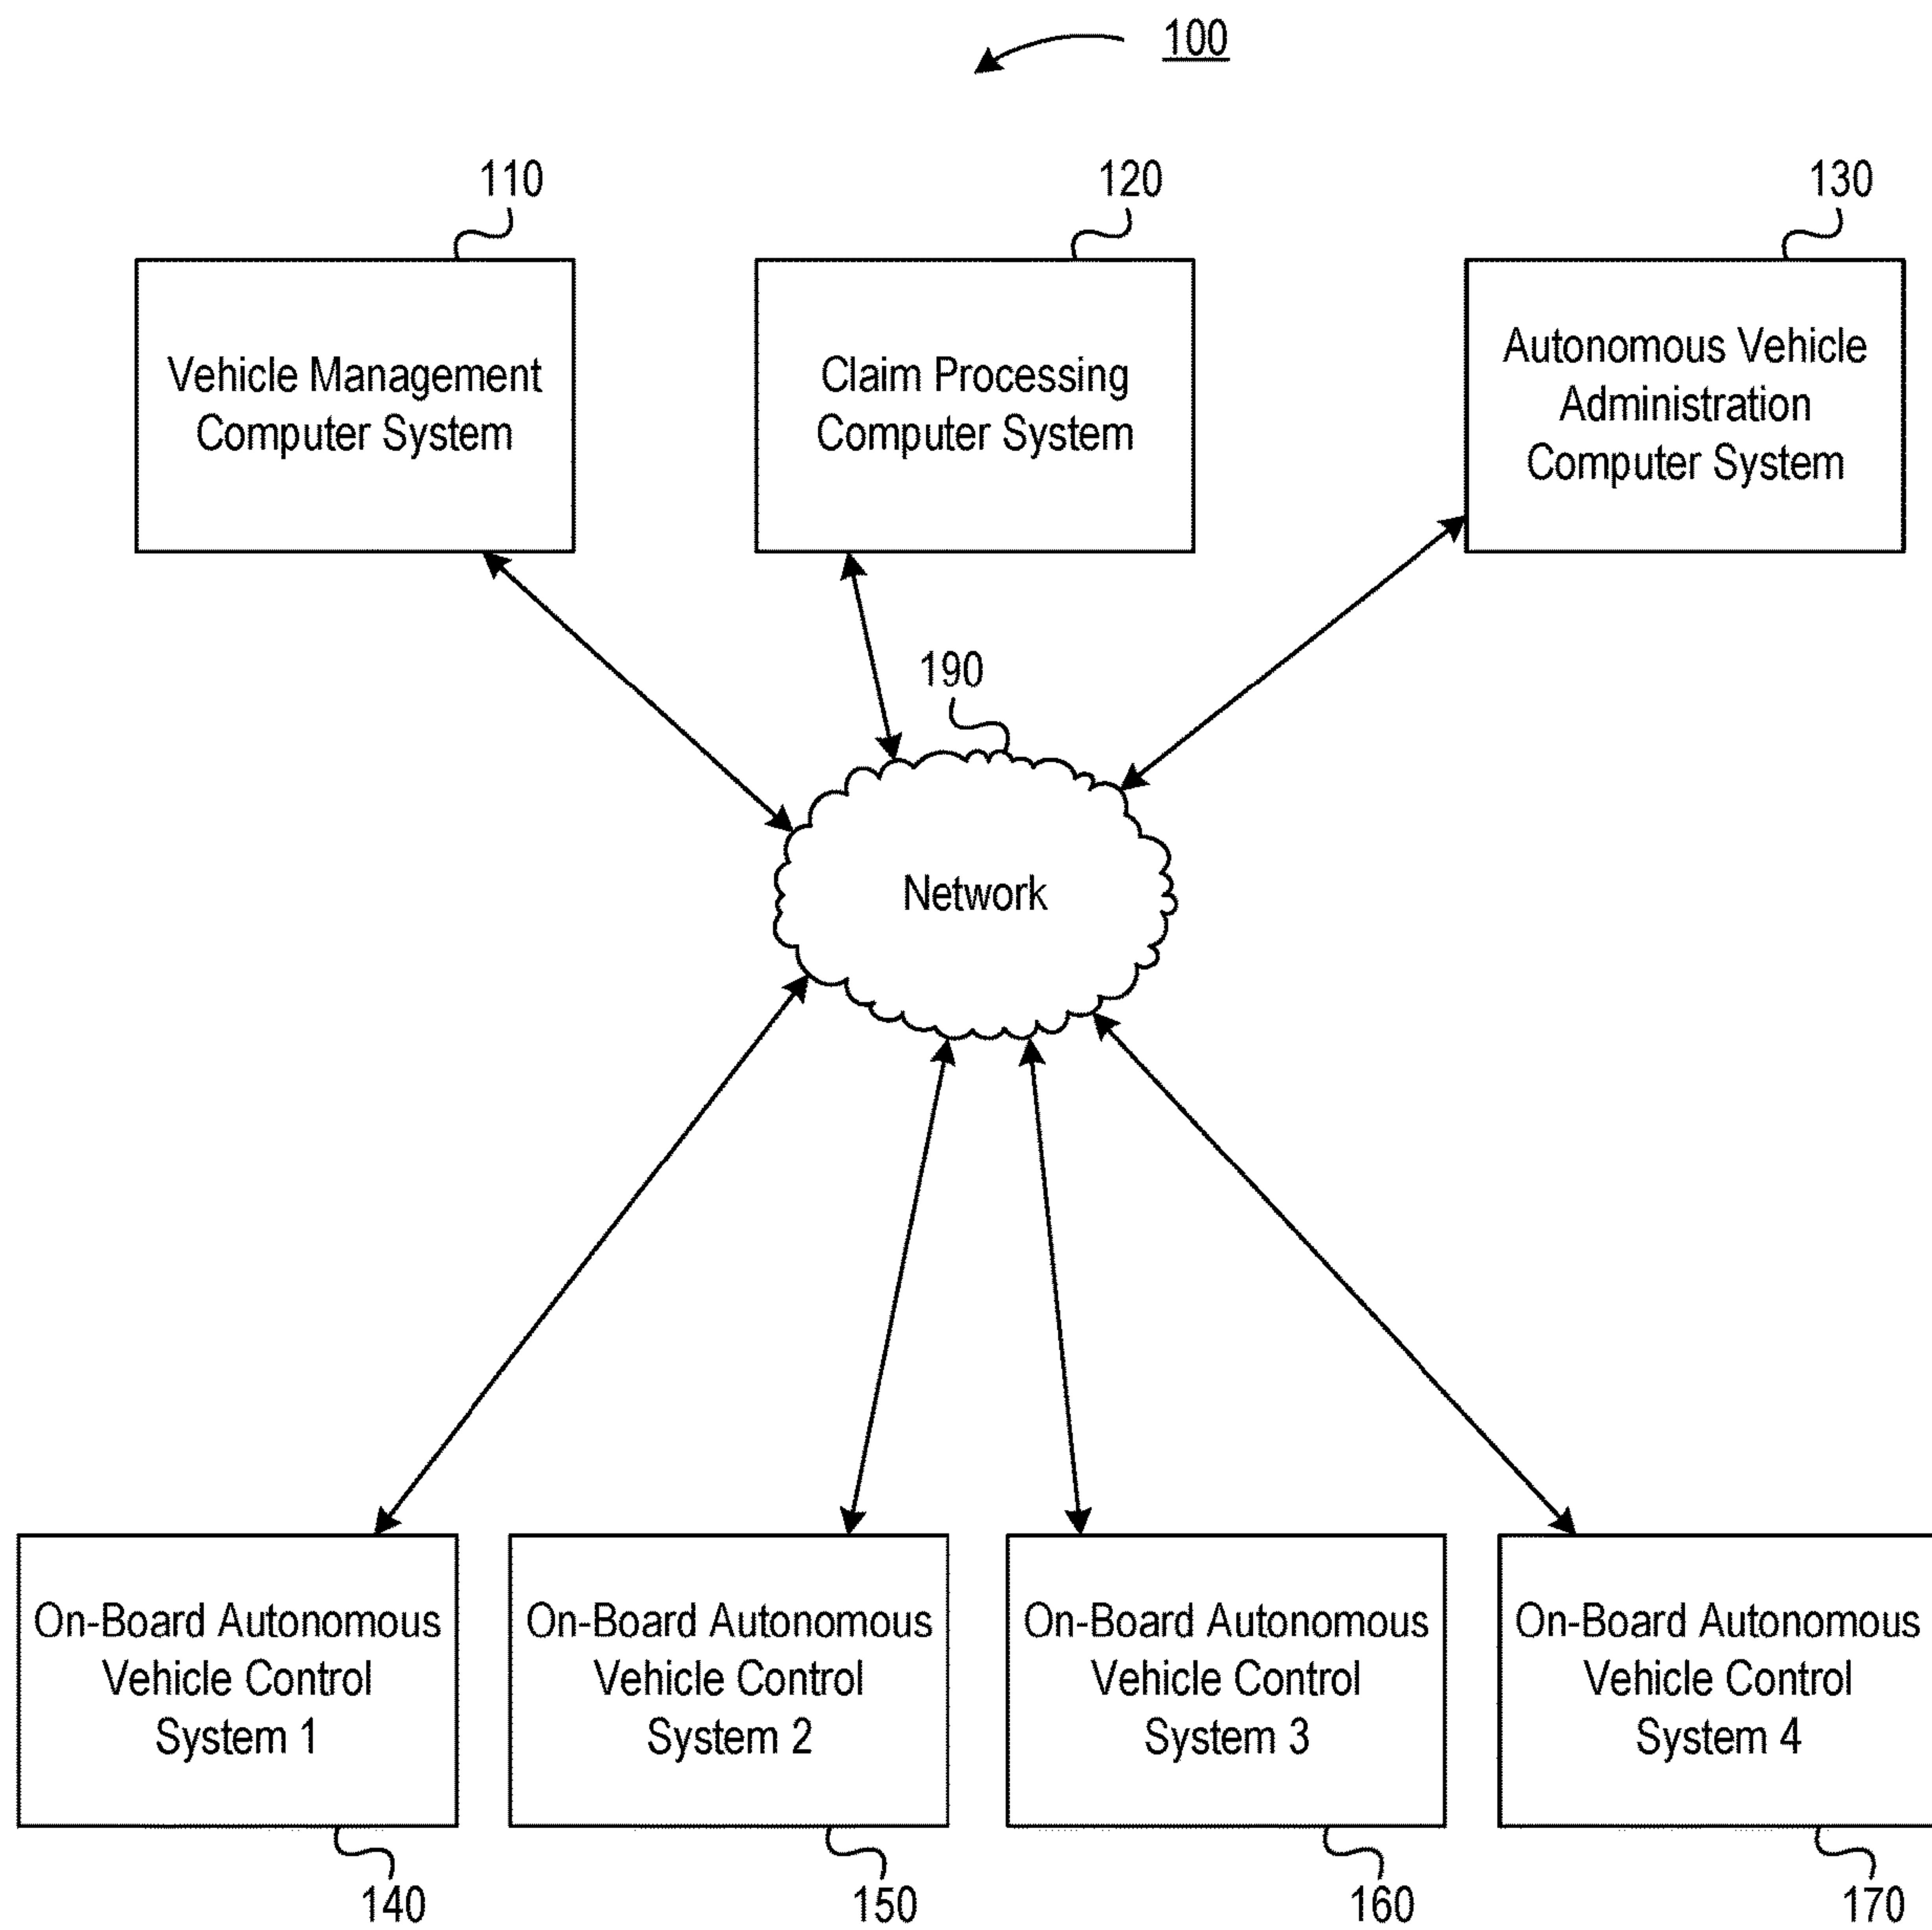 100
110
120
130
Vehicle Management
Computer System
Claim Processing
Computer System
Autonomous Vehicle
Administration
Computer System
190
Network
On-Board Autonomous
Vehicle Control
System 1
On-Board Autonomous
Vehicle Control
System 2
On-Board Autonomous
Vehicle Control
System 3
On-Board Autonomous
Vehicle Control
System 4
140
150
160
170